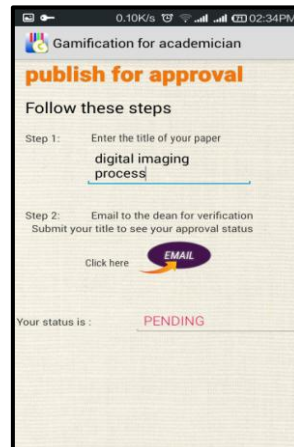 0.10K/s 02:34PM
Gamification for academician
publish for approval
Follow these steps
Step 1: Enter the title of your paper
digital imaging
process
Step 2: Email to the dean for verification
Submit your title to see your approval status
Click here EMAIL
Your status is : PENDING